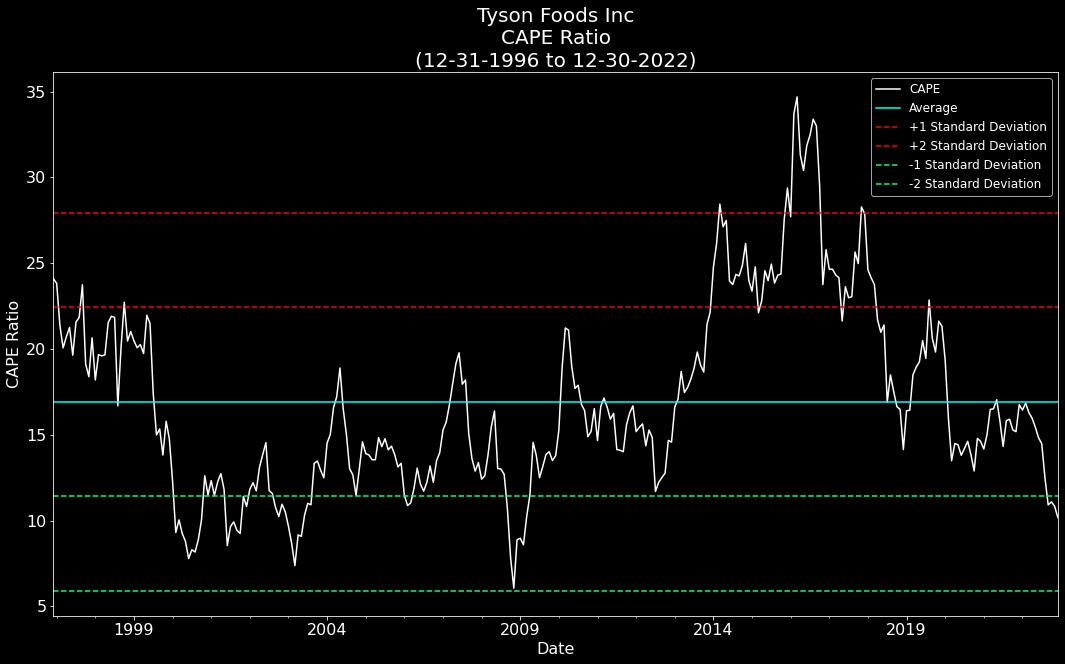 Tyson Foods Inc
CAPE Ratio
(12-31-1996 to 12-30-2022)
CAPE
Average
+1 Standard Deviation
+2 Standard Deviation
-1 Standard Deviation
-2 Standard Deviation
CAPE Ratio
35
30
25
20
15
10
5
1999
2004
2009
2014
2019
Date